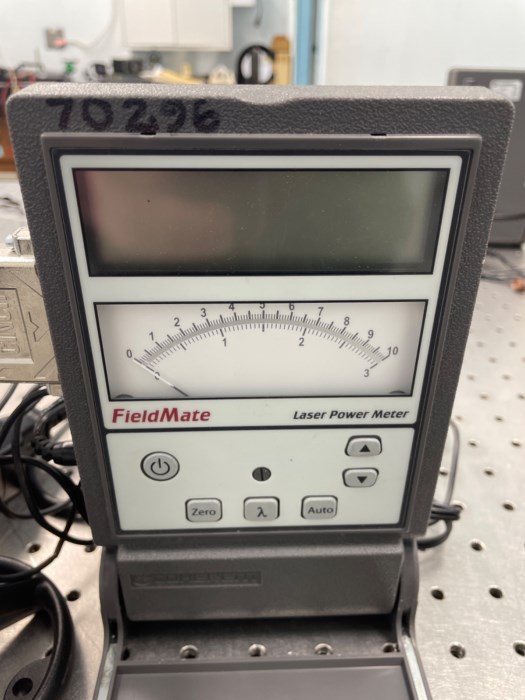 70296
0 1 2 3 4 5 6 7 8 9 10
1 2 3
FieldMate Laser Power Meter
Zero λ Auto